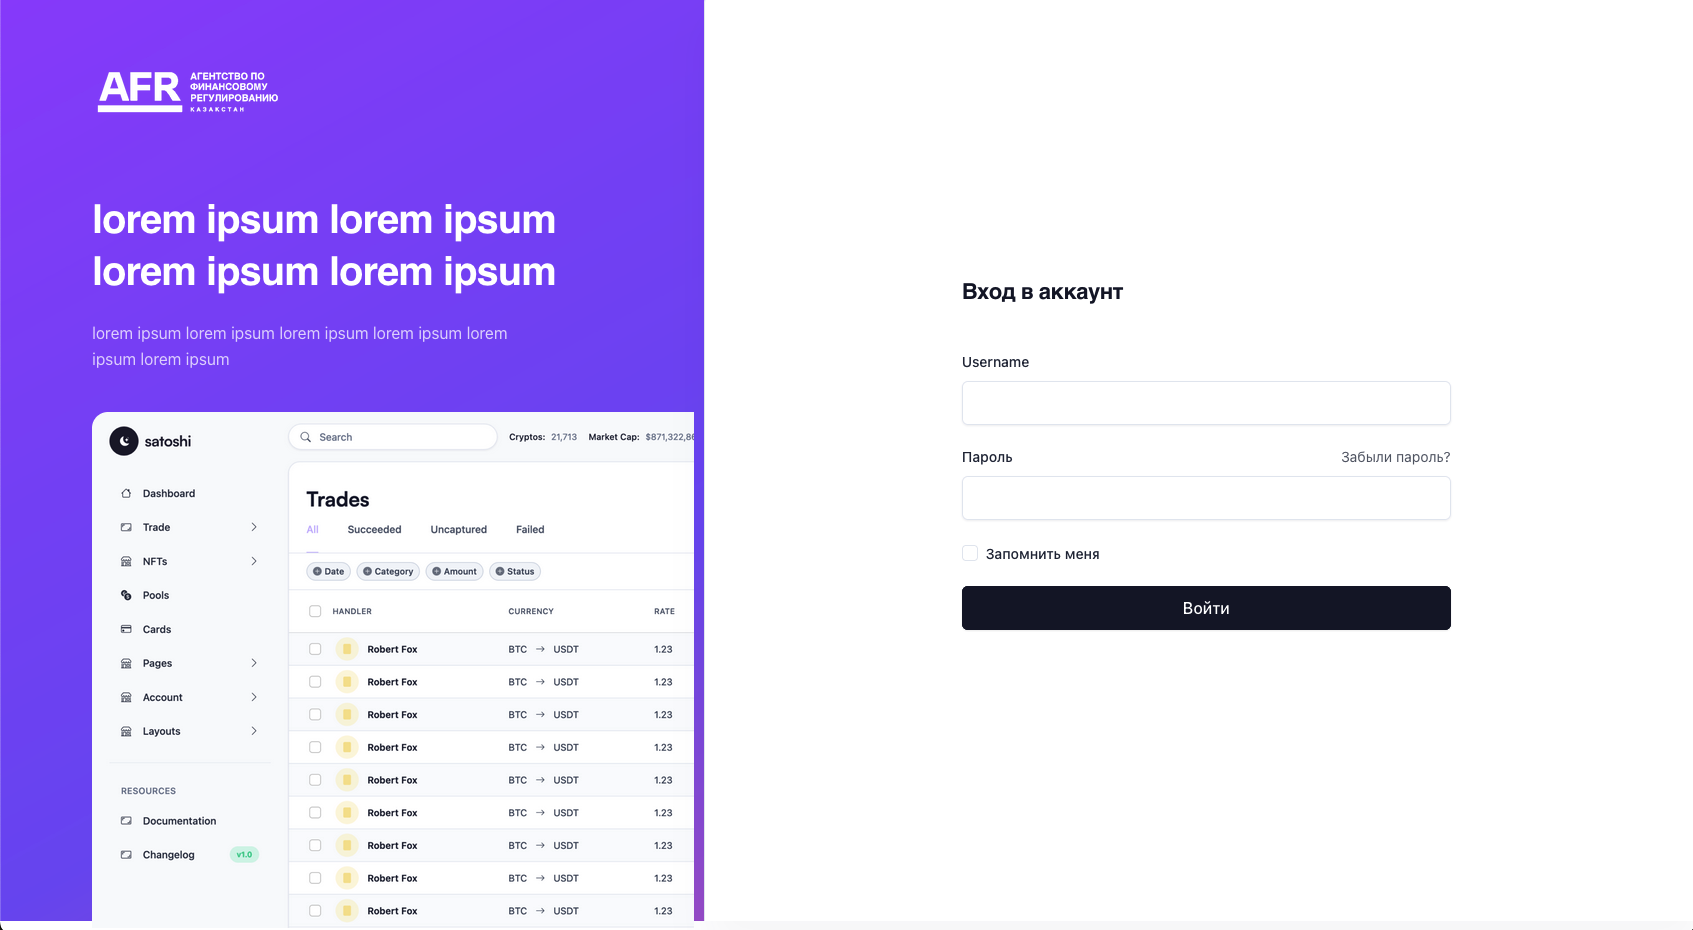 AFR
АГЕНТСТВО ПО
ФИНАНСОВОМУ
РЕГУЛИРОВАНИЮ
КАЗАКСТАН
lorem ipsum lorem ipsum
lorem ipsum lorem ipsum
lorem ipsum lorem ipsum lorem ipsum lorem ipsum lorem
ipsum lorem ipsum
satoshi
Dashboard
Trade
NFTs
Pools
Cards
Pages
Account
Layouts
RESOURCES
Documentation
Changelog v1.0
Search
Cryptos: 21,713 Market Cap: $871,322,86
Trades
All Succeeded Uncaptured Failed
Date Category Amount Status
HANDLER CURRENCY RATE
Robert Fox BTC → USDT 1.23
Robert Fox BTC → USDT 1.23
Robert Fox BTC → USDT 1.23
Robert Fox BTC → USDT 1.23
Robert Fox BTC → USDT 1.23
Robert Fox BTC → USDT 1.23
Robert Fox BTC → USDT 1.23
Robert Fox BTC → USDT 1.23
Robert Fox BTC → USDT 1.23
Вход в аккаунт
Username
Пароль Забыли пароль?
Запомнить меня
Войти